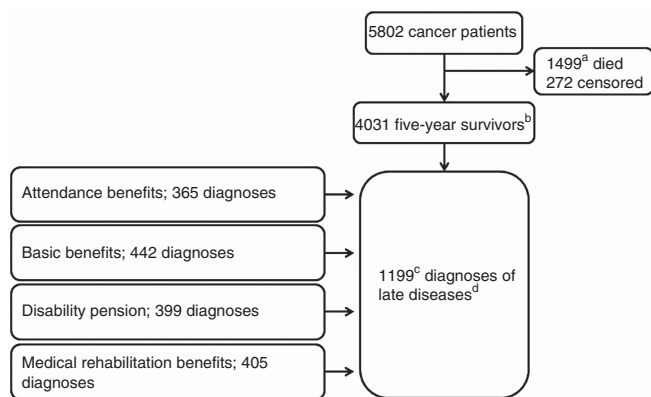 5802 cancer patients
1499a died
272 censored
4031 five-year survivorsb
Attendance benefits; 365 diagnoses
Basic benefits; 442 diagnoses
1199c diagnoses of
late diseasesd
Disability pension; 399 diagnoses
Medical rehabilitation benefits; 405
diagnoses